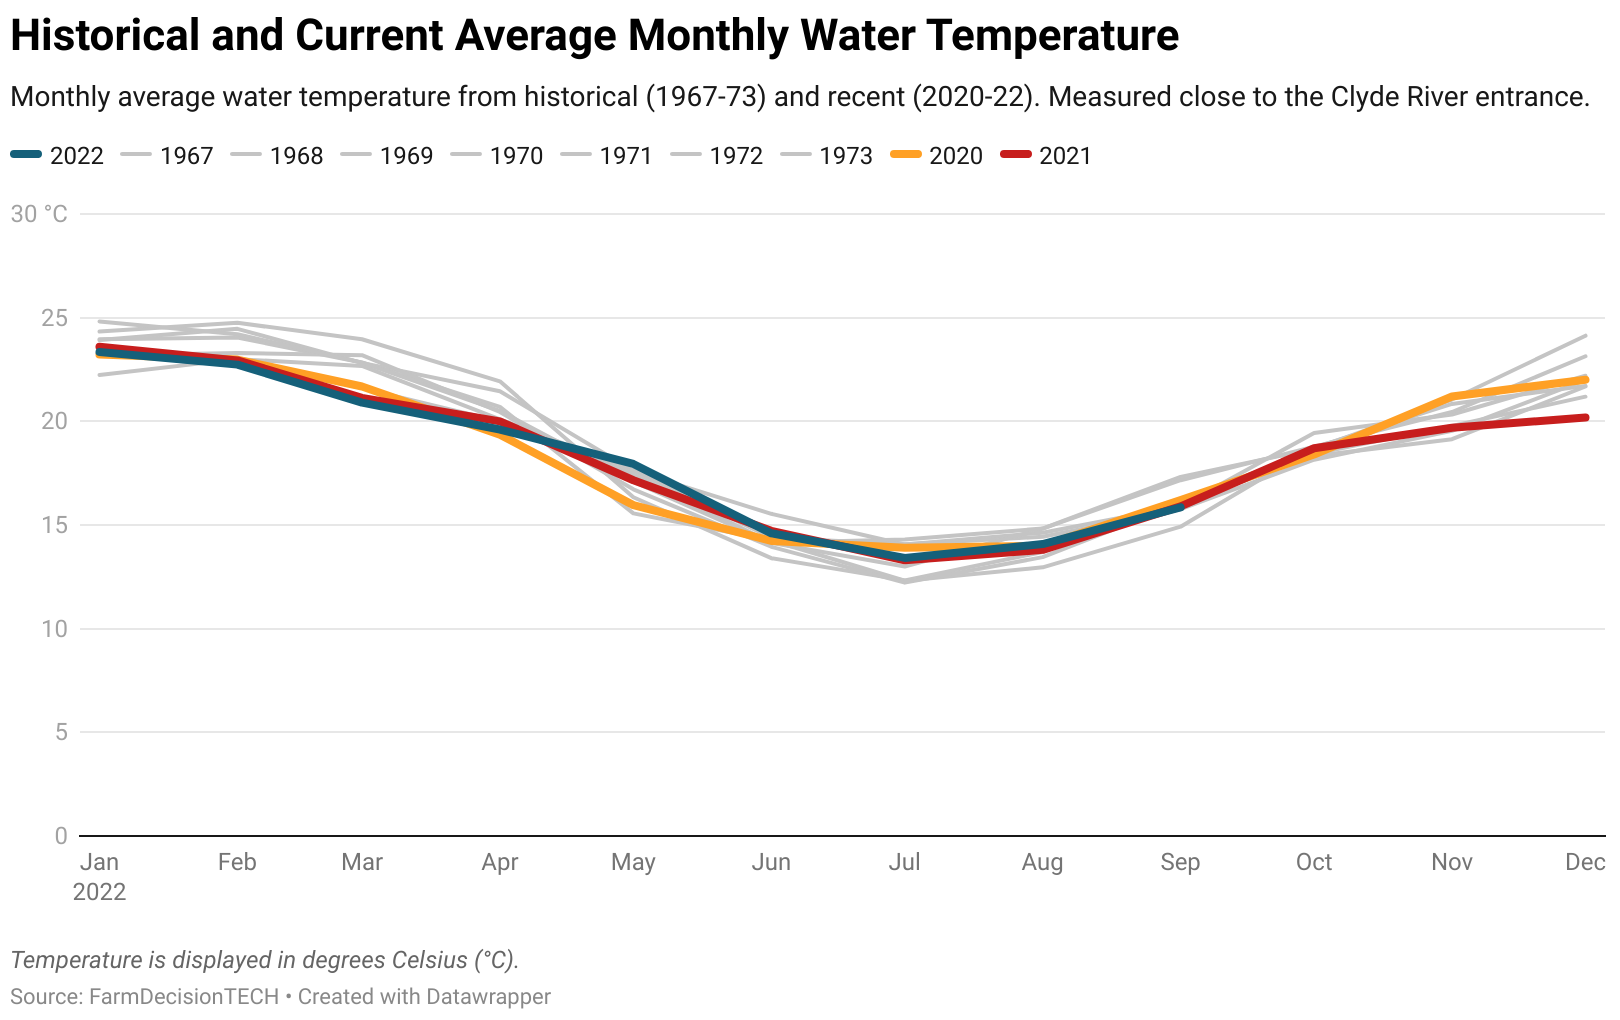 Historical and Current Average Monthly Water Temperature
Monthly average water temperature from historical (1967-73) and recent (2020-22). Measured close to the Clyde River entrance.
2022 1967 1968 1969 1970 1971 1972 1973 2020 2021
30 °C
25
20
15
10
5
0
Jan Feb Mar Apr May Jun Jul Aug Sep Oct Nov Dec
2022
Temperature is displayed in degrees Celsius (°C).
Source: FarmDecisionTECH • Created with Datawrapper